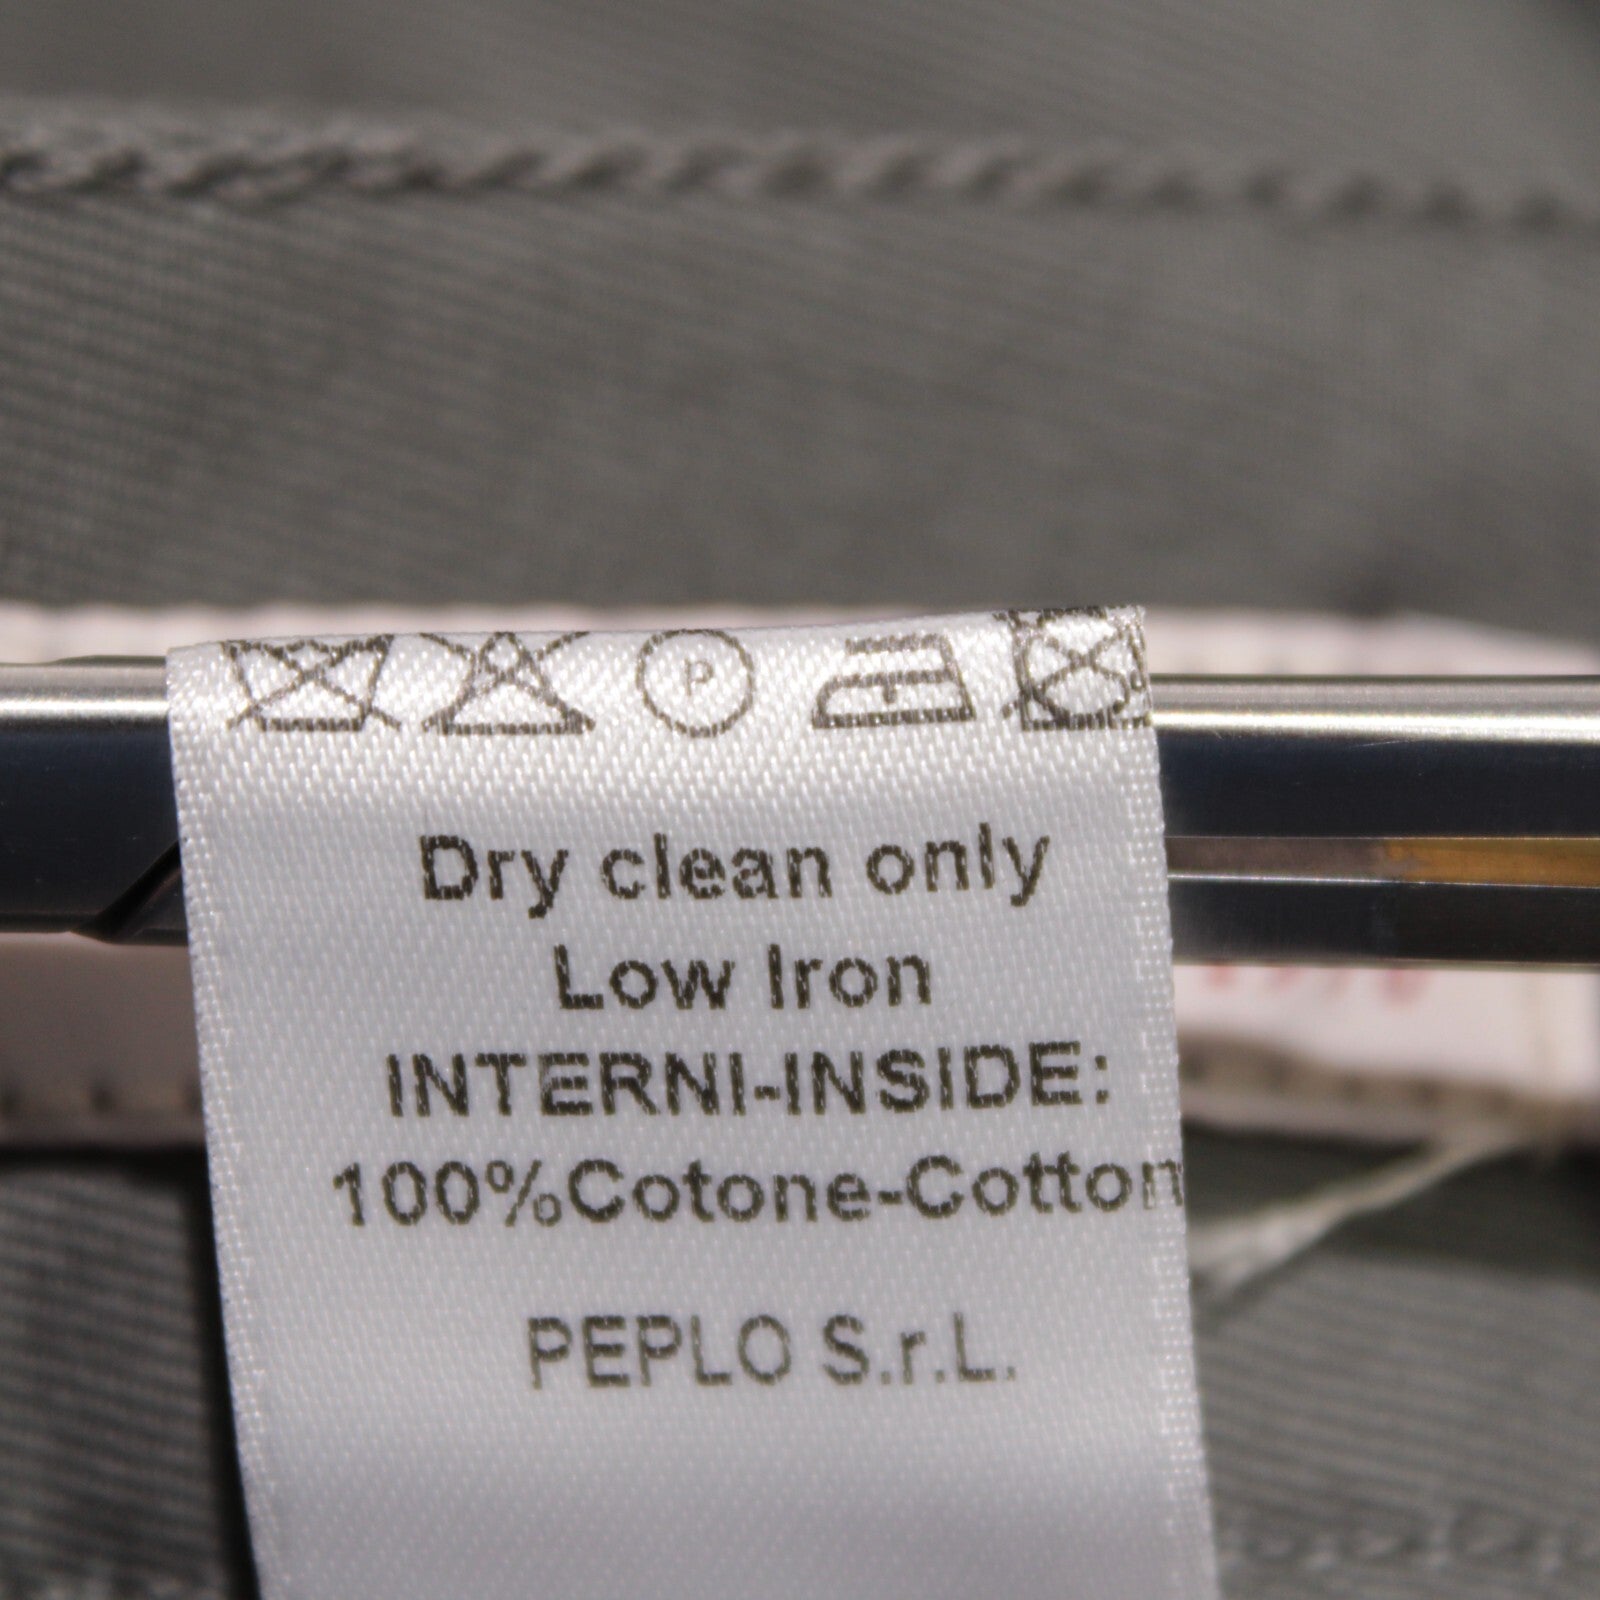 P
Dry clean only
Low Iron
INTERNI-INSIDE:
100%Cotone-Cotton
PEPLO S.r.L.